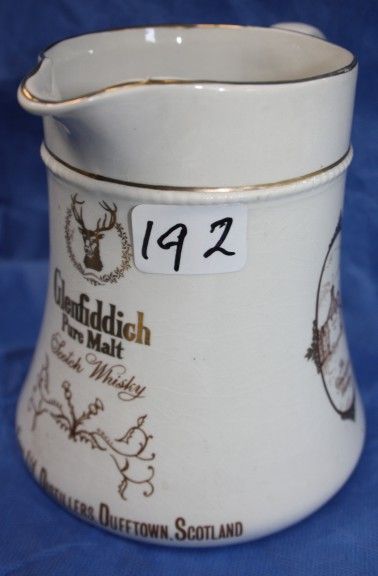 192
Glenfiddich
Pure Malt
Scotch Whisky
Distillers, Dufftown, Scotland